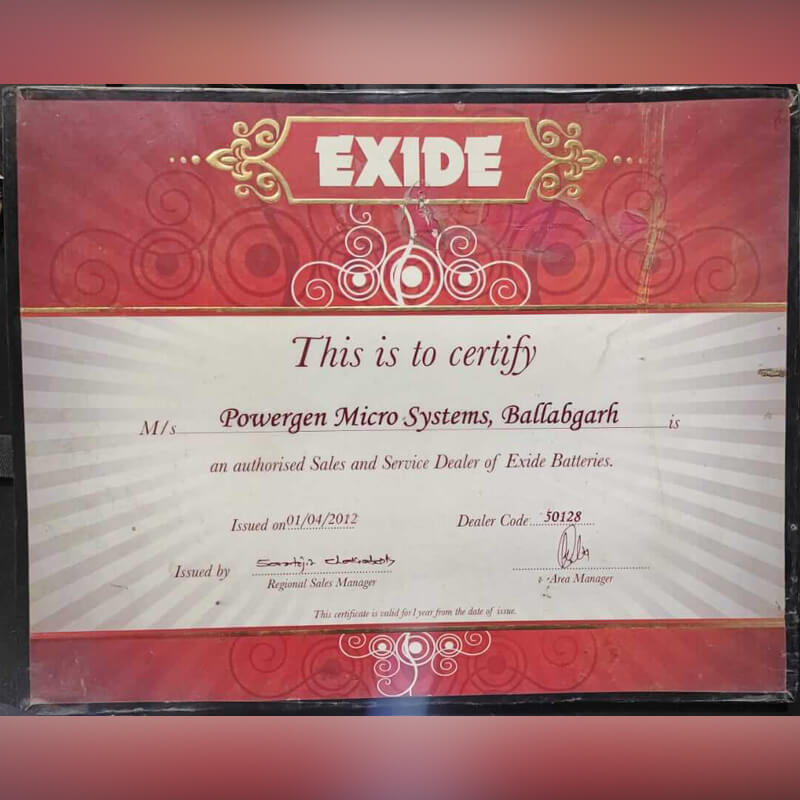 EXIDE
This is to certify
M/s Powergen Micro Systems, Ballabgarh is
an authorised Sales and Service Dealer of Exide Batteries.
Issued on 01/04/2012 Dealer Code 50128
Issued by
Regional Sales Manager Area Manager
This certificate is valid for 1 year from the date of issue.